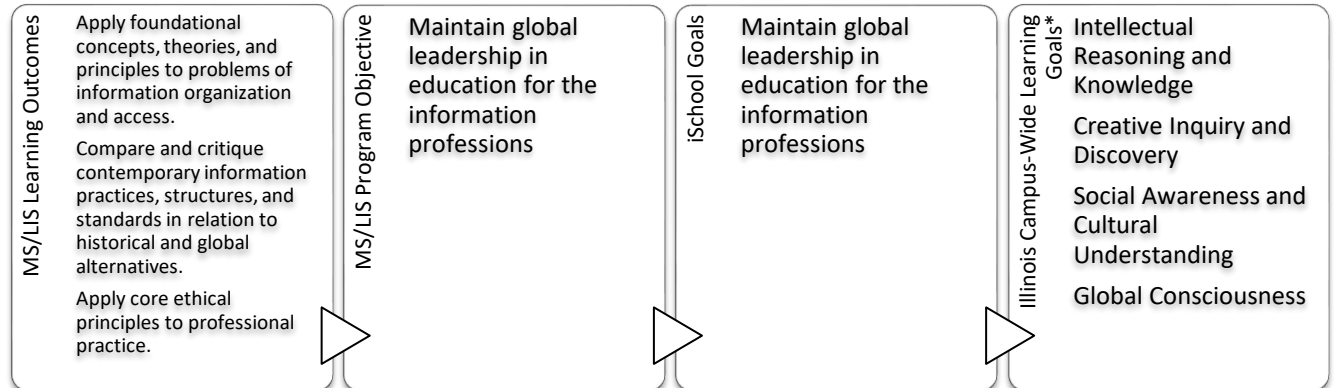 MS/LIS Learning Outcomes
Apply foundational
concepts, theories, and
principles to problems of
information organization
and access.
Compare and critique
contemporary information
practices, structures, and
standards in relation to
historical and global
alternatives.
Apply core ethical
principles to professional
practice.
MS/LIS Program Objective
Maintain global
leadership in
education for the
information
professions
iSchool Goals
Maintain global
leadership in
education for the
information
professions
Illinois Campus-Wide Learning
Goals*
Intellectual
Reasoning and
Knowledge
Creative Inquiry and
Discovery
Social Awareness and
Cultural
Understanding
Global Consciousness